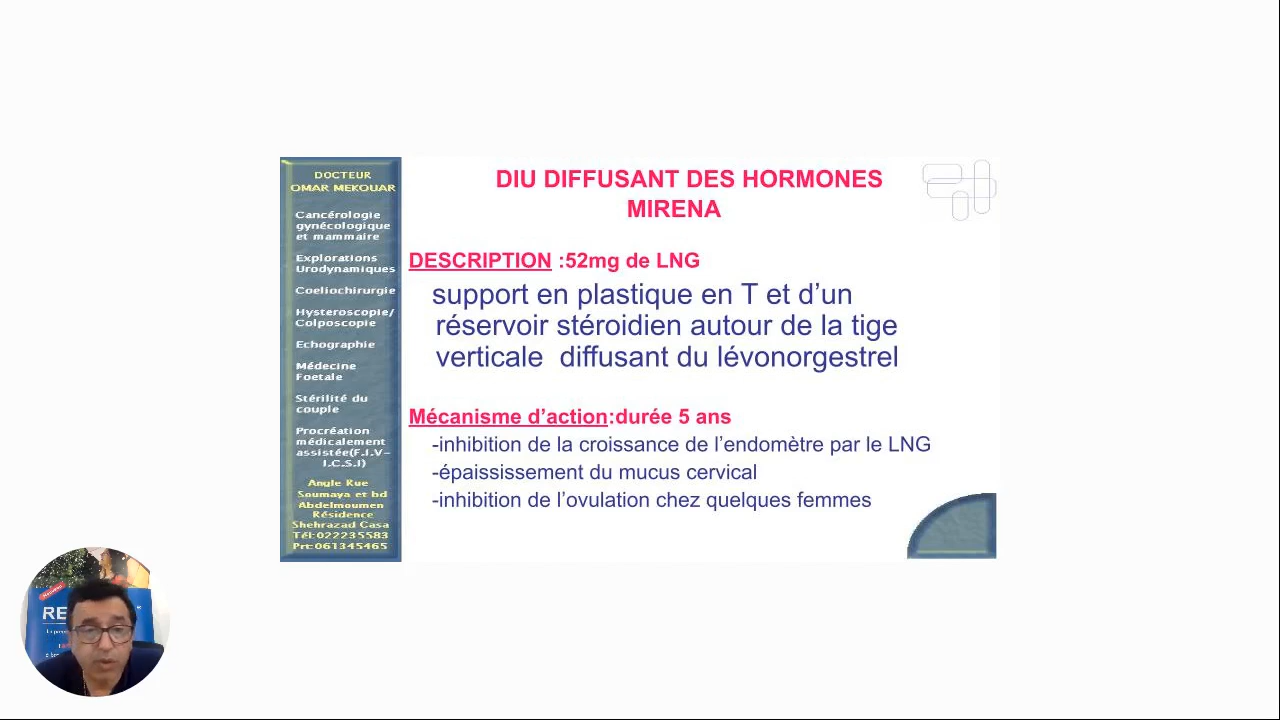 DOCTEUR
OMAR MEKOUAR
Cancérologie
gynécologique
et mammaire
Explorations
Urodynamiques
Coeliochirurgie
Hysteroscopie/
Colposcopie
Echographie
Médecine
Foetale
Stérilité du
couple
Procréation
médicalement
assistée(F.I.V-
I.C.S.I)
Angle Rue
Soumaya et bd
Abdelmoumen
Résidence
Shehrazad Casa
Tél:022235583
Prt:061345465
DIU DIFFUSANT DES HORMONES
MIRENA
DESCRIPTION :52mg de LNG
support en plastique en T et d’un
réservoir stéroidien autour de la tige
verticale diffusant du lévonorgestrel
Mécanisme d’action:durée 5 ans
-inhibition de la croissance de l’endomètre par le LNG
-épaississement du mucus cervical
-inhibition de l’ovulation chez quelques femmes
RE